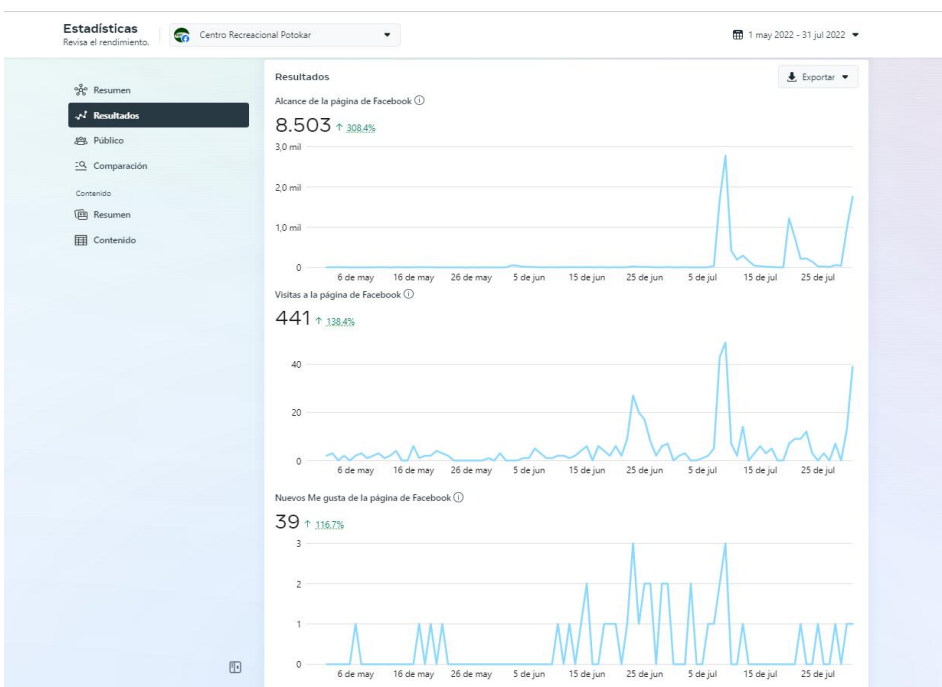 Estadísticas
Revisa el rendimiento.
Centro Recreacional Potokar
1 may 2022 - 31 jul 2022
Resumen
Resultados
Público
Comparación
Contenido
Resumen
Contenido
Resultados
Exportar
Alcance de la página de Facebook
8.503 ↑ 308.4%
3,0 mil
2,0 mil
1,0 mil
0
6 de may 16 de may 26 de may 5 de jun 15 de jun 25 de jun 5 de jul 15 de jul 25 de jul
Visitas a la página de Facebook
441 ↑ 138.4%
40
20
0
6 de may 16 de may 26 de may 5 de jun 15 de jun 25 de jun 5 de jul 15 de jul 25 de jul
Nuevos Me gusta de la página de Facebook
39 ↑ 116.7%
3
2
1
0
6 de may 16 de may 26 de may 5 de jun 15 de jun 25 de jun 5 de jul 15 de jul 25 de jul